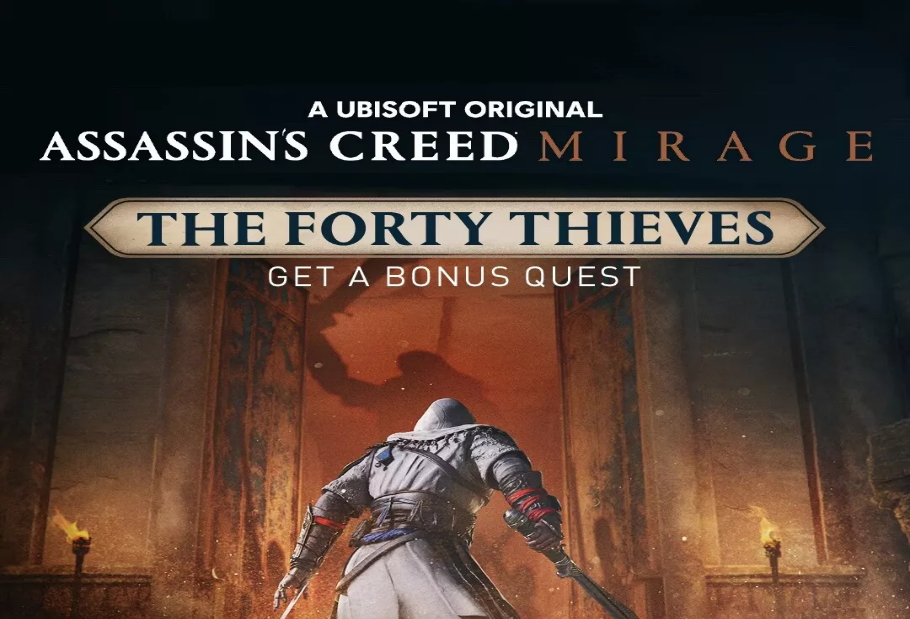 A UBISOFT ORIGINAL
ASSASSIN'S CREED MIRAGE
THE FORTY THIEVES
GET A BONUS QUEST